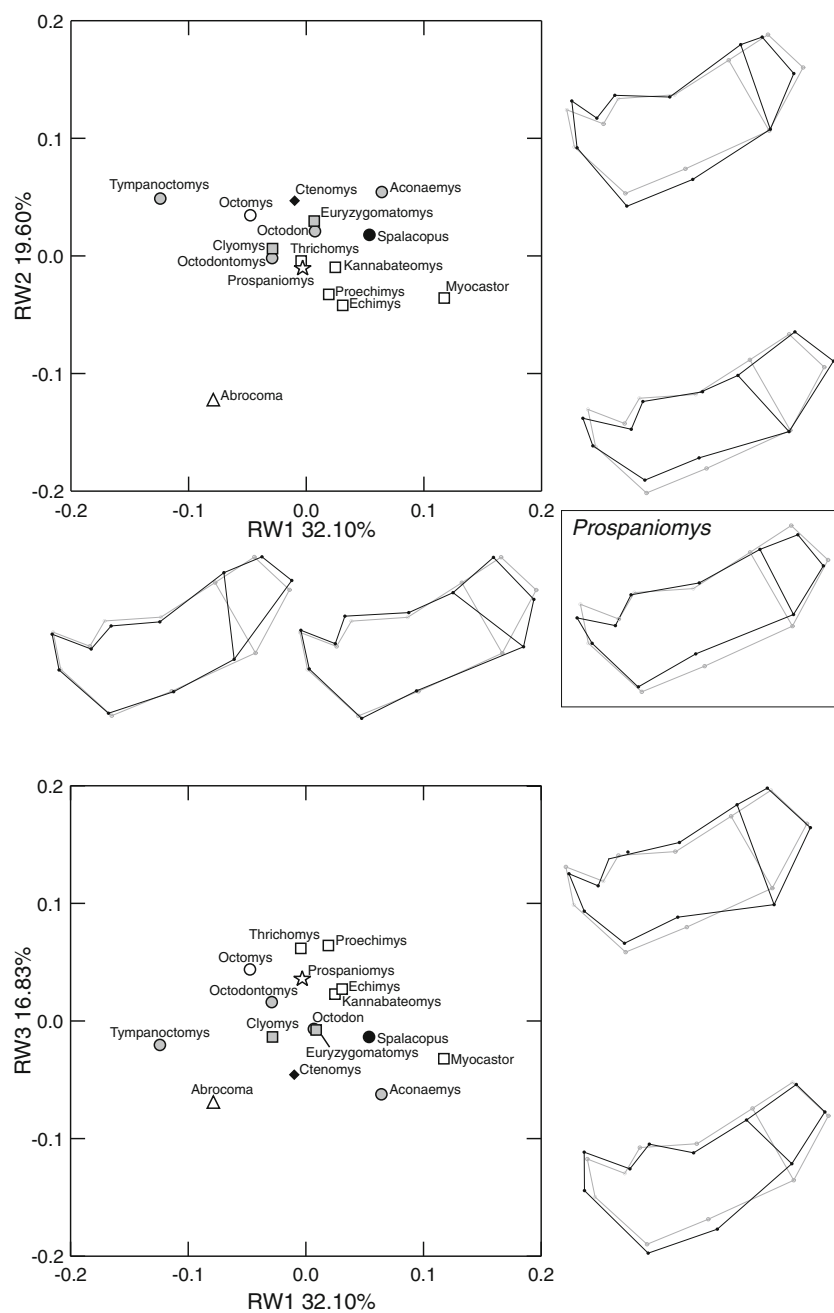 0.2
0.1
0.0
-0.1
-0.2
RW2 19.60%
Tympanoctomys
Octomys
Ctenomys
Aconaemys
Euryzygomatomys
Octodon
Spalacopus
Clyomys
Thrichomys
Octodontomys
Kannabateomys
Prospaniomys
Proechimys
Echimys
Myocastor
Abrocoma
-0.2 -0.1 0.0 0.1 0.2
RW1 32.10%
Prospaniomys
0.2
0.1
0.0
-0.1
-0.2
RW3 16.83%
Thrichomys
Proechimys
Octomys
Prospaniomys
Octodontomys
Echimys
Kannabateomys
Clyomys
Octodon
Tympanoctomys
Spalacopus
Euryzygomatomys
Myocastor
Ctenomys
Abrocoma
Aconaemys
-0.2 -0.1 0.0 0.1 0.2
RW1 32.10%